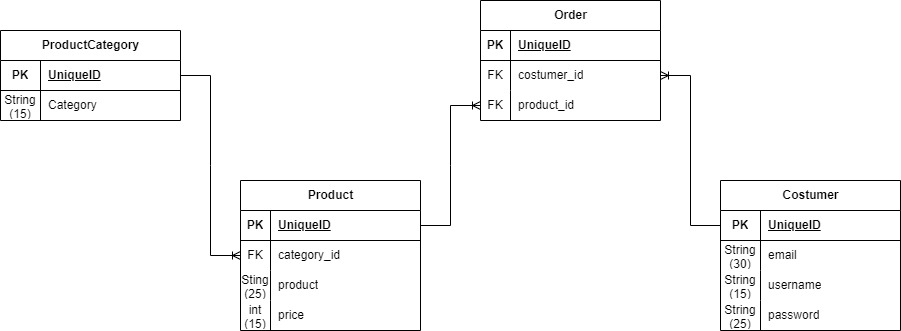 ProductCategory
PK UniqueID
String (15) Category
Order
PK UniqueID
FK costumer_id
FK product_id
Product
PK UniqueID
FK category_id
Sting (25) product
int (15) price
Costumer
PK UniqueID
String (30) email
String (15) username
String (25) password